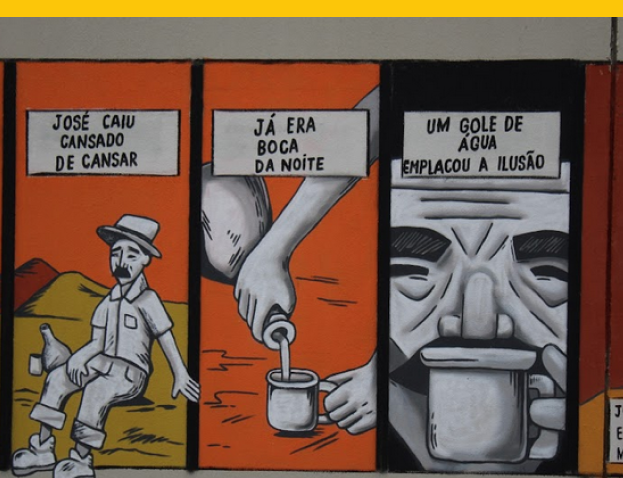 JOSÉ CAIU
CANSADO
DE CANSAR
JÁ ERA
BOCA
DA NOITE
UM GOLE DE
ÁGUA
EMPLACOU A ILUSÃO